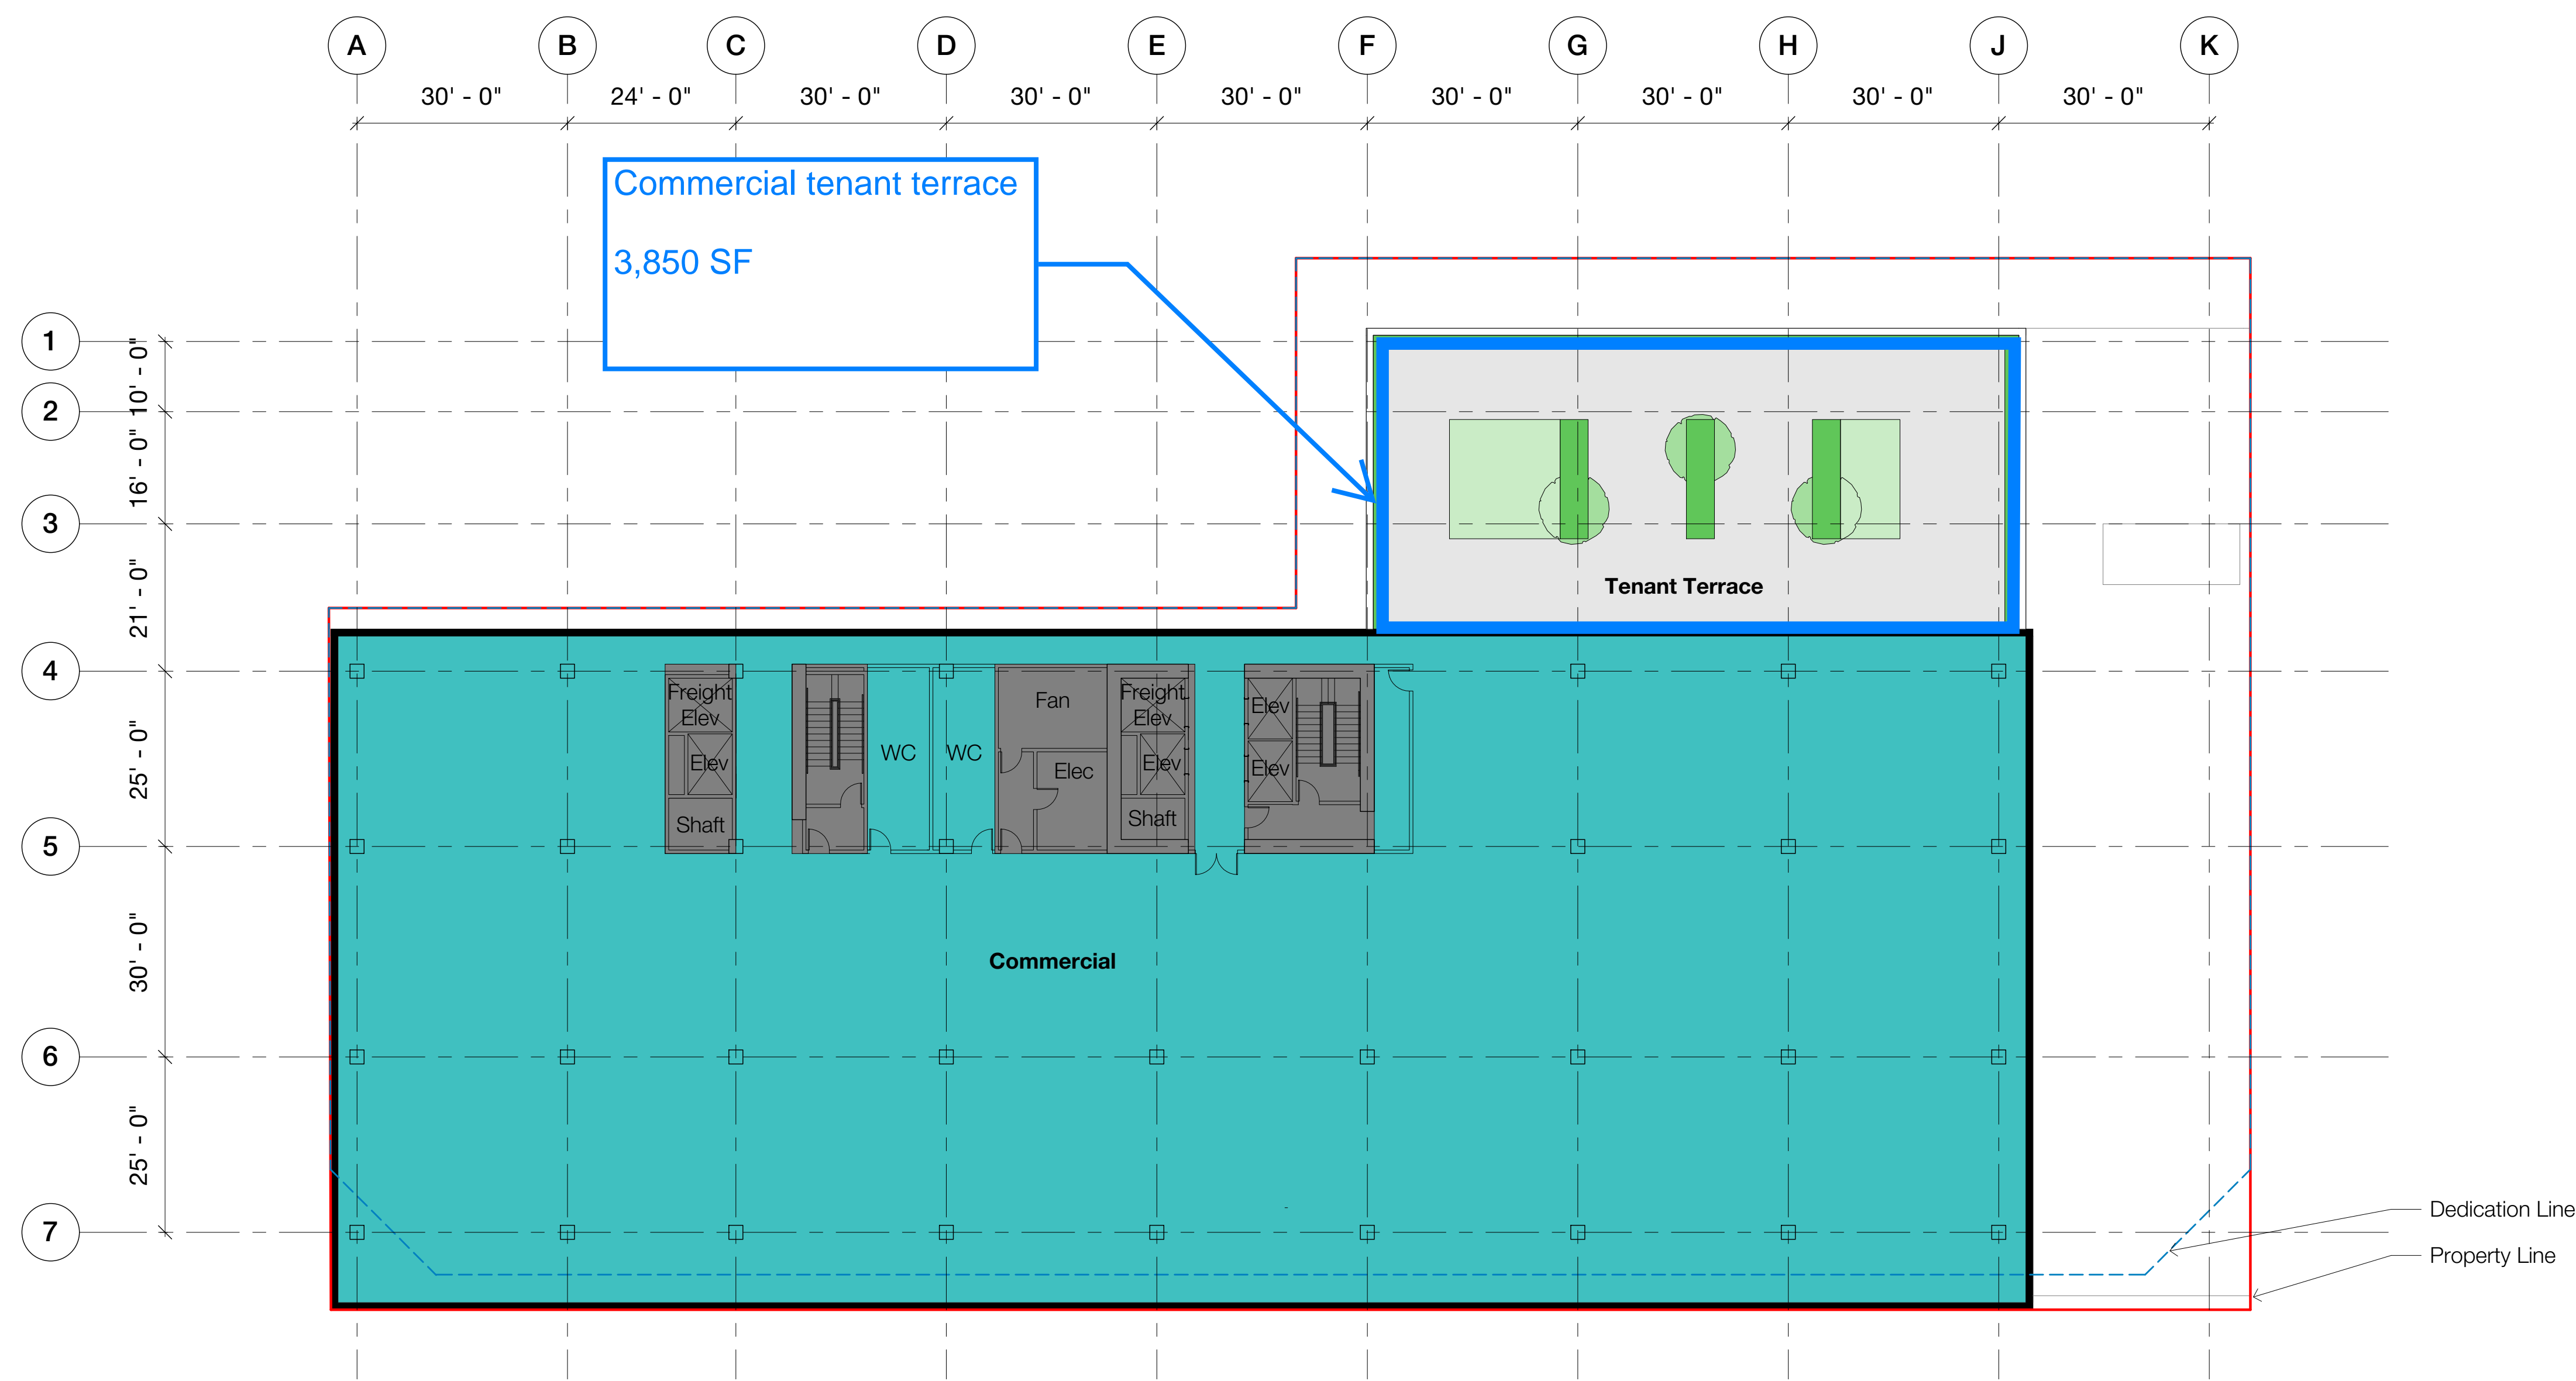 A B C D E F G H J K
30' - 0" 24' - 0" 30' - 0" 30' - 0" 30' - 0" 30' - 0" 30' - 0" 30' - 0" 30' - 0"
Commercial tenant terrace
3,850 SF
1
10' - 0"
2
16' - 0"
3
21' - 0"
Tenant Terrace
4
Freight
Elev
Elev
Shaft
WC
WC
Fan
Elec
Freight
Elev
Elev
Shaft
Elev
Elev
25' - 0"
5
30' - 0"
Commercial
6
25' - 0"
7
Dedication Line
Property Line